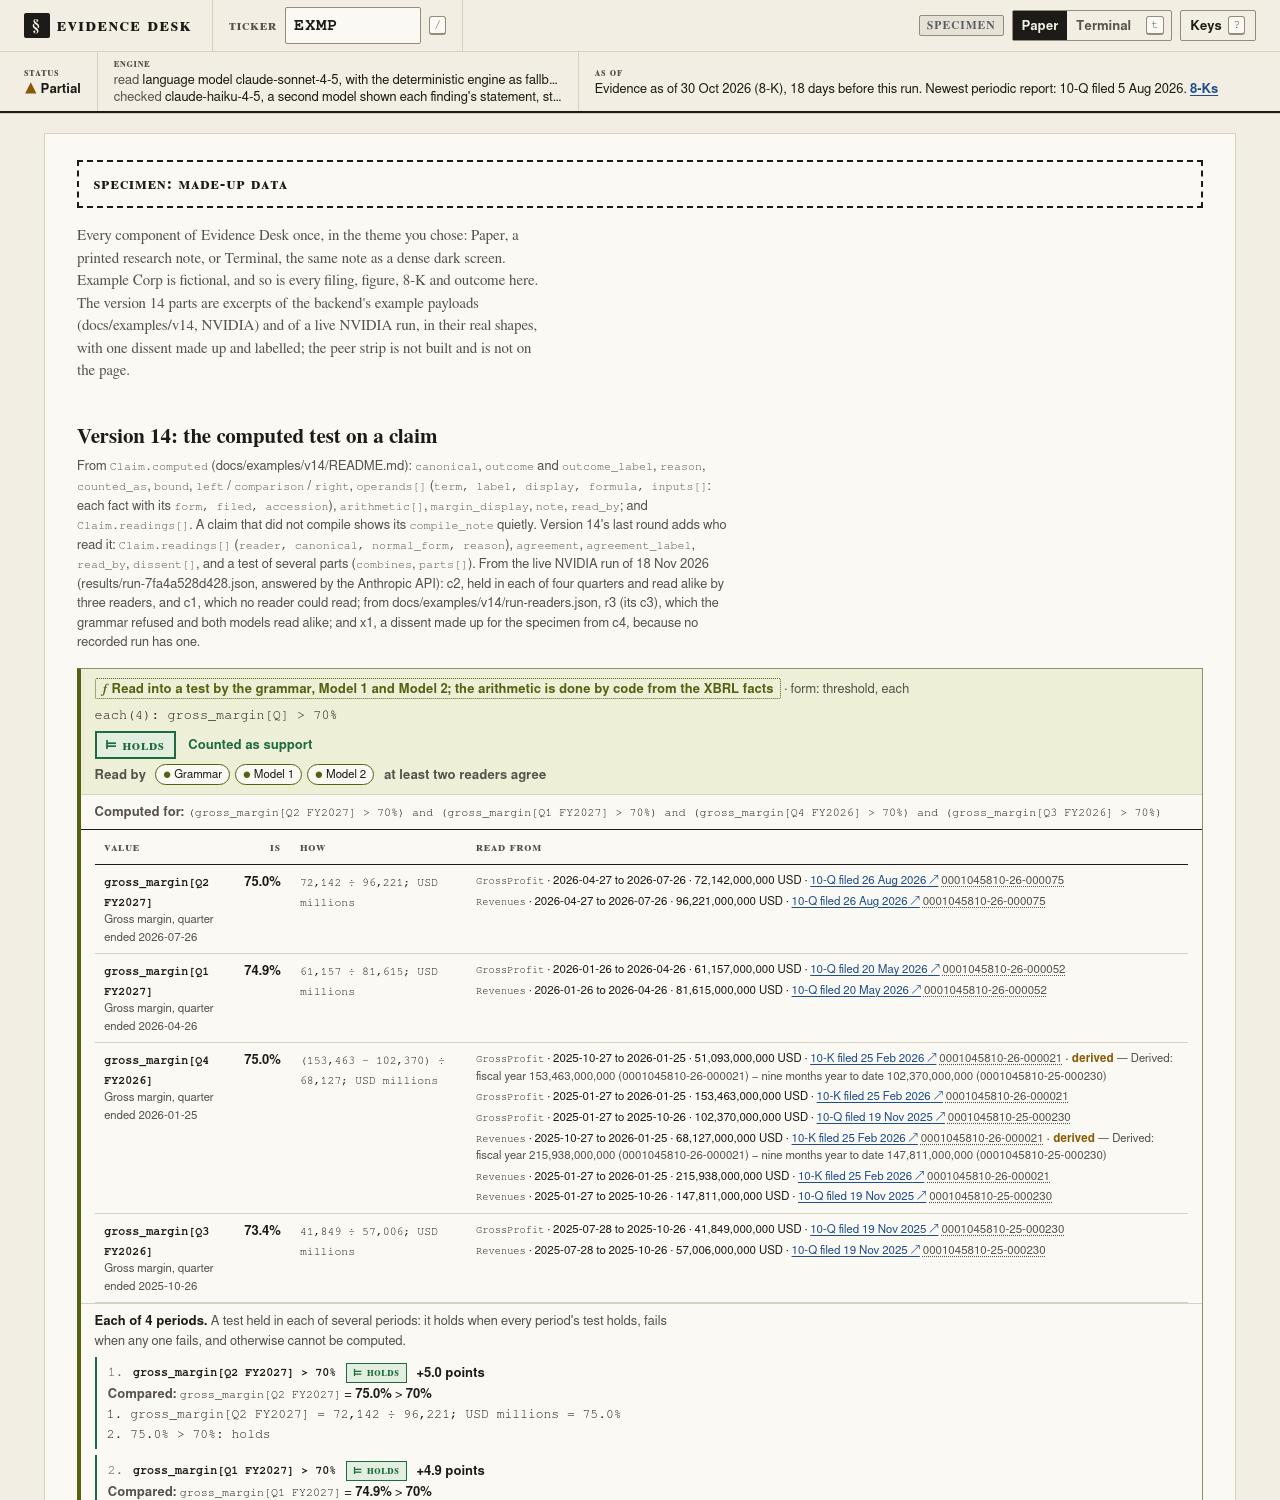 § EVIDENCE DESK TICKER EXMP / SPECIMEN Paper Terminal t Keys ?
STATUS
▲ Partial
ENGINE
read language model claude-sonnet-4-5, with the deterministic engine as fallb…
checked claude-haiku-4-5, a second model shown each finding's statement, st…
AS OF
Evidence as of 30 Oct 2026 (8-K), 18 days before this run. Newest periodic report: 10-Q filed 5 Aug 2026. 8-Ks
SPECIMEN: MADE-UP DATA
Every component of Evidence Desk once, in the theme you chose: Paper, a
printed research note, or Terminal, the same note as a dense dark screen.
Example Corp is fictional, and so is every filing, figure, 8-K and outcome here.
The version 14 parts are excerpts of the backend's example payloads
(docs/examples/v14, NVIDIA) and of a live NVIDIA run, in their real shapes,
with one dissent made up and labelled; the peer strip is not built and is not on
the page.
Version 14: the computed test on a claim
From Claim.computed (docs/examples/v14/README.md): canonical, outcome and outcome_label, reason,
counted_as, bound, left / comparison / right, operands[] (term, label, display, formula, inputs[]:
each fact with its form, filed, accession), arithmetic[], margin_display, note, read_by; and
Claim.readings[]. A claim that did not compile shows its compile_note quietly. Version 14's last round adds who
read it: Claim.readings[] (reader, canonical, normal_form, reason), agreement, agreement_label,
read_by, dissent[], and a test of several parts (combines, parts[]). From the live NVIDIA run of 18 Nov 2026
(results/run-7fa4a528d428.json, answered by the Anthropic API): c2, held in each of four quarters and read alike by
three readers, and c1, which no reader could read; from docs/examples/v14/run-readers.json, r3 (its c3), which the
grammar refused and both models read alike; and x1, a dissent made up for the specimen from c4, because no
recorded run has one.
ƒ Read into a test by the grammar, Model 1 and Model 2; the arithmetic is done by code from the XBRL facts · form: threshold, each
each(4): gross_margin[Q] > 70%
⊨ HOLDS Counted as support
Read by ● Grammar ● Model 1 ● Model 2 at least two readers agree
Computed for: (gross_margin[Q2 FY2027] > 70%) and (gross_margin[Q1 FY2027] > 70%) and (gross_margin[Q4 FY2026] > 70%) and (gross_margin[Q3 FY2026] > 70%)
VALUE IS HOW READ FROM
gross_margin[Q2 75.0% 72,142 ÷ 96,221; USD GrossProfit · 2026-04-27 to 2026-07-26 · 72,142,000,000 USD · 10-Q filed 26 Aug 2026 ↗ 0001045810-26-000075
FY2027] millions Revenues · 2026-04-27 to 2026-07-26 · 96,221,000,000 USD · 10-Q filed 26 Aug 2026 ↗ 0001045810-26-000075
Gross margin, quarter
ended 2026-07-26
gross_margin[Q1 74.9% 61,157 ÷ 81,615; USD GrossProfit · 2026-01-26 to 2026-04-26 · 61,157,000,000 USD · 10-Q filed 20 May 2026 ↗ 0001045810-26-000052
FY2027] millions Revenues · 2026-01-26 to 2026-04-26 · 81,615,000,000 USD · 10-Q filed 20 May 2026 ↗ 0001045810-26-000052
Gross margin, quarter
ended 2026-04-26
gross_margin[Q4 75.0% (153,463 − 102,370) ÷ GrossProfit · 2025-10-27 to 2026-01-25 · 51,093,000,000 USD · 10-K filed 25 Feb 2026 ↗ 0001045810-26-000021 · derived — Derived:
FY2026] 68,127; USD millions fiscal year 153,463,000,000 (0001045810-26-000021) − nine months year to date 102,370,000,000 (0001045810-25-000230)
Gross margin, quarter GrossProfit · 2025-01-27 to 2026-01-25 · 153,463,000,000 USD · 10-K filed 25 Feb 2026 ↗ 0001045810-26-000021
ended 2026-01-25 GrossProfit · 2025-01-27 to 2025-10-26 · 102,370,000,000 USD · 10-Q filed 19 Nov 2025 ↗ 0001045810-25-000230
Revenues · 2025-10-27 to 2026-01-25 · 68,127,000,000 USD · 10-K filed 25 Feb 2026 ↗ 0001045810-26-000021 · derived — Derived:
fiscal year 215,938,000,000 (0001045810-26-000021) − nine months year to date 147,811,000,000 (0001045810-25-000230)
Revenues · 2025-01-27 to 2026-01-25 · 215,938,000,000 USD · 10-K filed 25 Feb 2026 ↗ 0001045810-26-000021
Revenues · 2025-01-27 to 2025-10-26 · 147,811,000,000 USD · 10-Q filed 19 Nov 2025 ↗ 0001045810-25-000230
gross_margin[Q3 73.4% 41,849 ÷ 57,006; USD GrossProfit · 2025-07-28 to 2025-10-26 · 41,849,000,000 USD · 10-Q filed 19 Nov 2025 ↗ 0001045810-25-000230
FY2026] millions Revenues · 2025-07-28 to 2025-10-26 · 57,006,000,000 USD · 10-Q filed 19 Nov 2025 ↗ 0001045810-25-000230
Gross margin, quarter
ended 2025-10-26
Each of 4 periods. A test held in each of several periods: it holds when every period's test holds, fails
when any one fails, and otherwise cannot be computed.
1. gross_margin[Q2 FY2027] > 70% ⊨ HOLDS +5.0 points
Compared: gross_margin[Q2 FY2027] = 75.0% > 70%
1. gross_margin[Q2 FY2027] = 72,142 ÷ 96,221; USD millions = 75.0%
2. 75.0% > 70%: holds
2. gross_margin[Q1 FY2027] > 70% ⊨ HOLDS +4.9 points
Compared: gross_margin[Q1 FY2027] = 74.9% > 70%